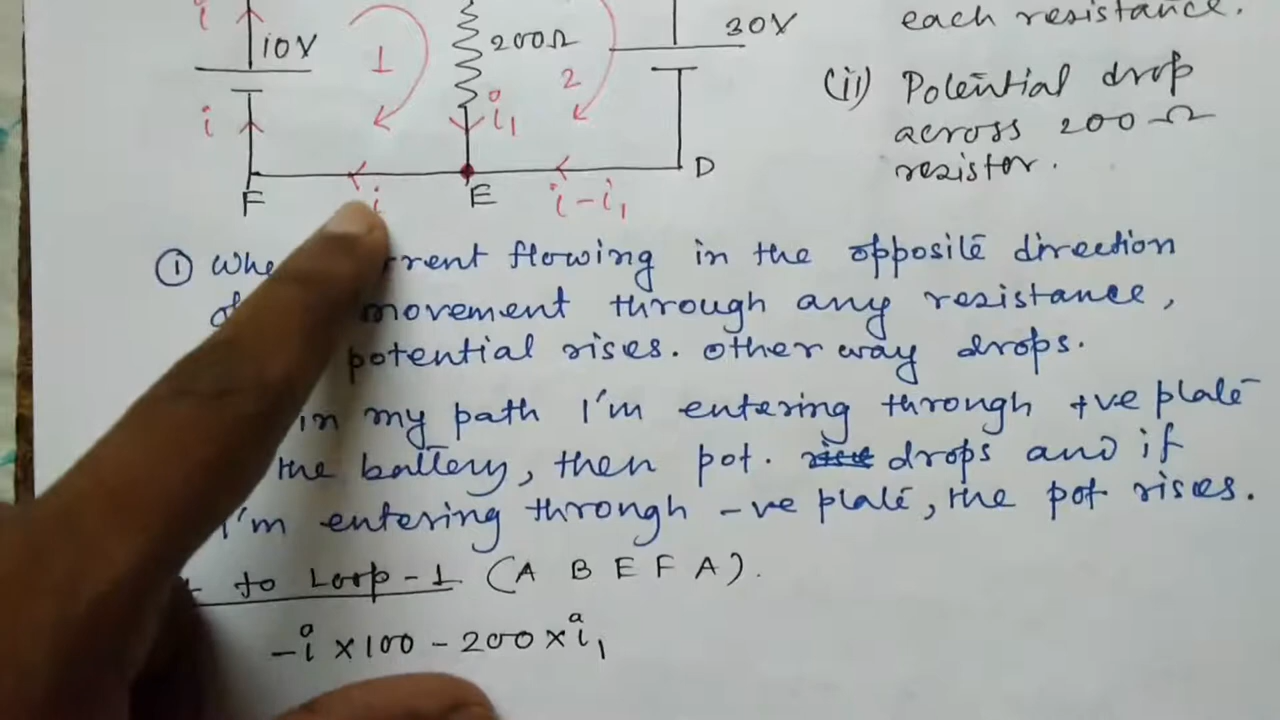 i
10V
1
200Ω
2
30V
each resistance.
(ii) Potential drop
across 200 Ω
resistor.
i
i1
F
i
E
i-i1
D
① rrent flowing in the opposite direction
movement through any resistance,
potential rises. other way drops.
in my path I'm entering through +ve plate
the battery, then pot. drops and if
I'm entering through -ve plate, the pot rises.
to Loop-1 (A B E F A).
-i × 100 - 200 × i1